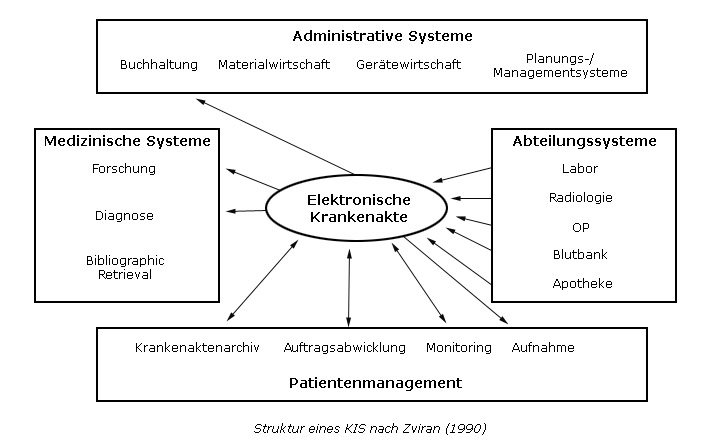 Administrative Systeme
Buchhaltung Materialwirtschaft Gerätewirtschaft Planungs-/
Managementsysteme
Medizinische Systeme
Forschung
Diagnose
Bibliographic
Retrieval
Elektronische
Krankenakte
Abteilungssysteme
Labor
Radiologie
OP
Blutbank
Apotheke
Krankenaktenarchiv Auftragsabwicklung Monitoring Aufnahme
Patientenmanagement
Struktur eines KIS nach Zviran (1990)